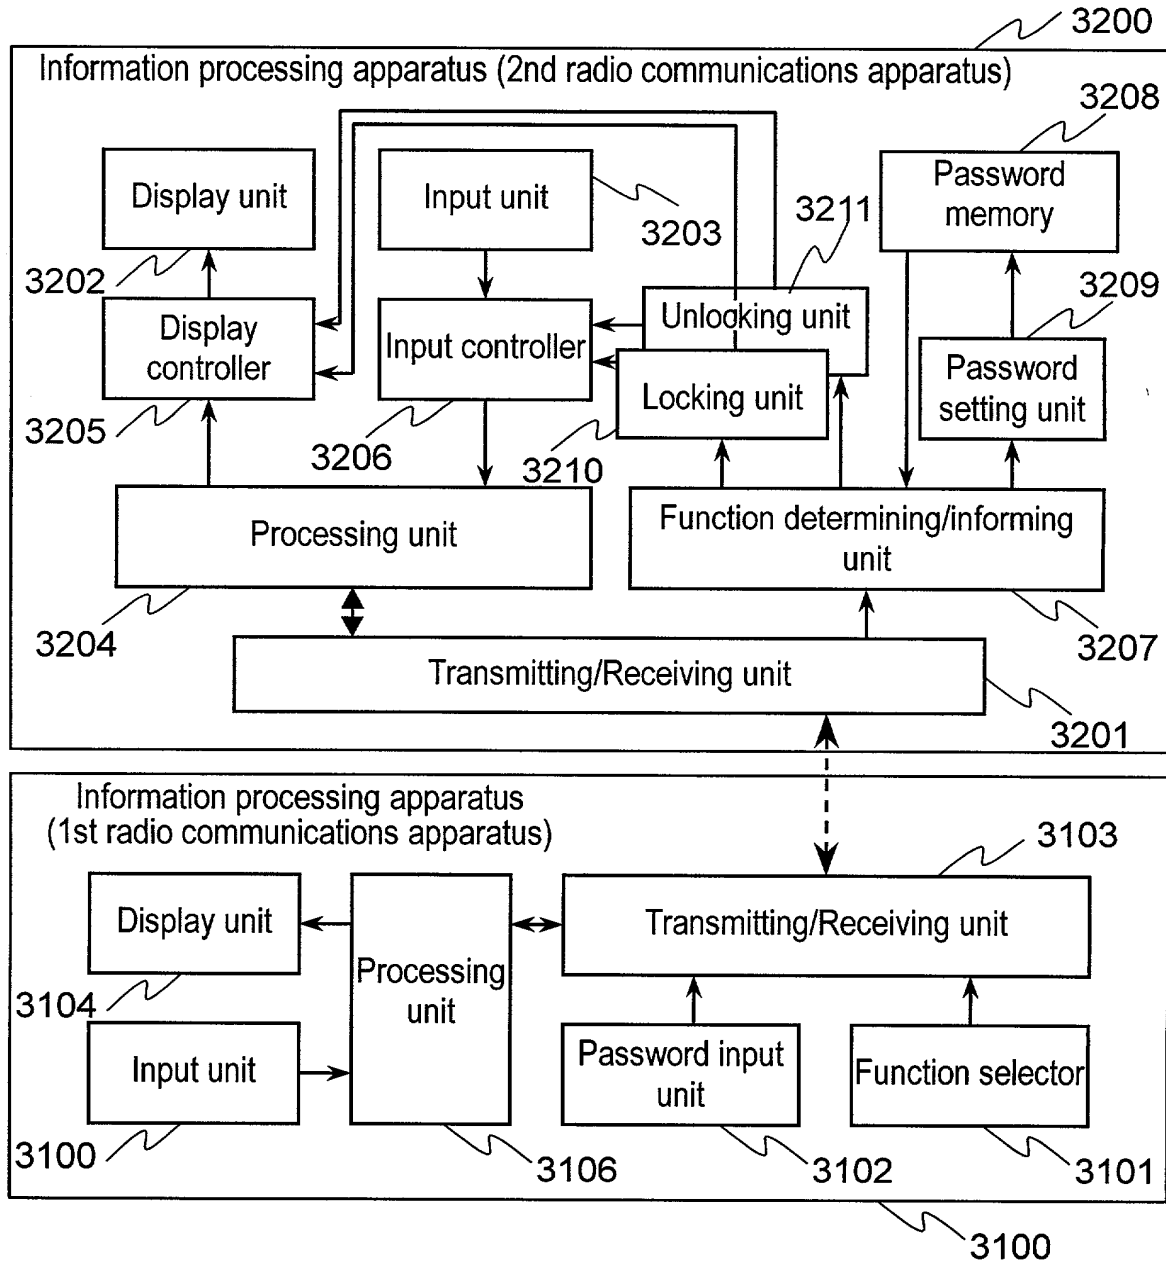 3200
Information processing apparatus (2nd radio communications apparatus)
3208
Display unit
Input unit
3203
3211
Password
memory
3202
3209
Display
controller
Input controller
Unlocking unit
Locking unit
Password
setting unit
3205
3206
3210
Processing unit
Function determining/informing
unit
3204
3207
Transmitting/Receiving unit
3201
Information processing apparatus
(1st radio communications apparatus)
3103
Display unit
Processing
unit
Transmitting/Receiving unit
3104
Input unit
Password input
unit
Function selector
3100
3106
3102
3101
3100